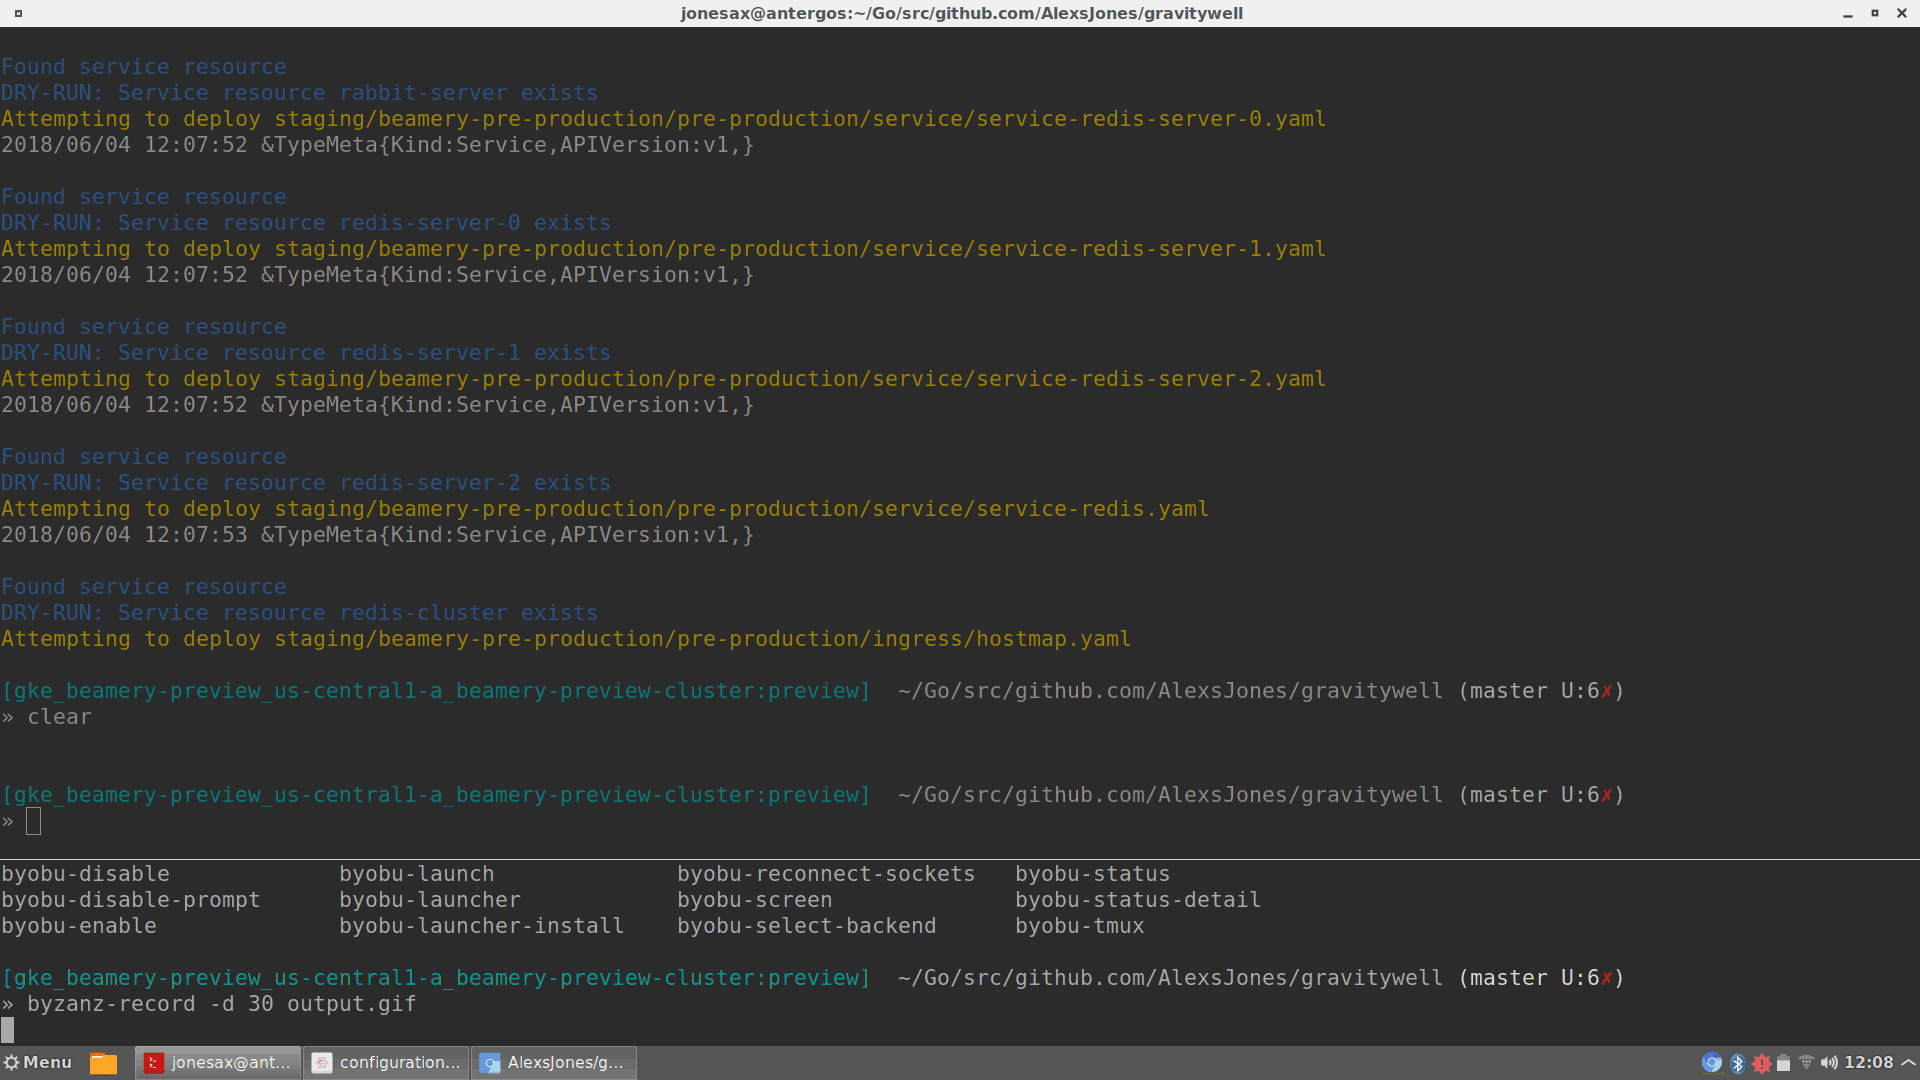 jonesax@antergos:~/Go/src/github.com/AlexsJones/gravitywell
Found service resource
DRY-RUN: Service resource rabbit-server exists
Attempting to deploy staging/beamery-pre-production/pre-production/service/service-redis-server-0.yaml
2018/06/04 12:07:52 &TypeMeta{Kind:Service,APIVersion:v1,}
Found service resource
DRY-RUN: Service resource redis-server-0 exists
Attempting to deploy staging/beamery-pre-production/pre-production/service/service-redis-server-1.yaml
2018/06/04 12:07:52 &TypeMeta{Kind:Service,APIVersion:v1,}
Found service resource
DRY-RUN: Service resource redis-server-1 exists
Attempting to deploy staging/beamery-pre-production/pre-production/service/service-redis-server-2.yaml
2018/06/04 12:07:52 &TypeMeta{Kind:Service,APIVersion:v1,}
Found service resource
DRY-RUN: Service resource redis-server-2 exists
Attempting to deploy staging/beamery-pre-production/pre-production/service/service-redis.yaml
2018/06/04 12:07:53 &TypeMeta{Kind:Service,APIVersion:v1,}
Found service resource
DRY-RUN: Service resource redis-cluster exists
Attempting to deploy staging/beamery-pre-production/pre-production/ingress/hostmap.yaml
[gke_beamery-preview_us-central1-a_beamery-preview-cluster:preview]  ~/Go/src/github.com/AlexsJones/gravitywell (master U:6✗)
» clear
[gke_beamery-preview_us-central1-a_beamery-preview-cluster:preview]  ~/Go/src/github.com/AlexsJones/gravitywell (master U:6✗)
»
byobu-disable byobu-launch byobu-reconnect-sockets byobu-status
byobu-disable-prompt byobu-launcher byobu-screen byobu-status-detail
byobu-enable byobu-launcher-install byobu-select-backend byobu-tmux
[gke_beamery-preview_us-central1-a_beamery-preview-cluster:preview]  ~/Go/src/github.com/AlexsJones/gravitywell (master U:6✗)
» byzanz-record -d 30 output.gif
Menu jonesax@ant... configuration... AlexsJones/g... 12:08